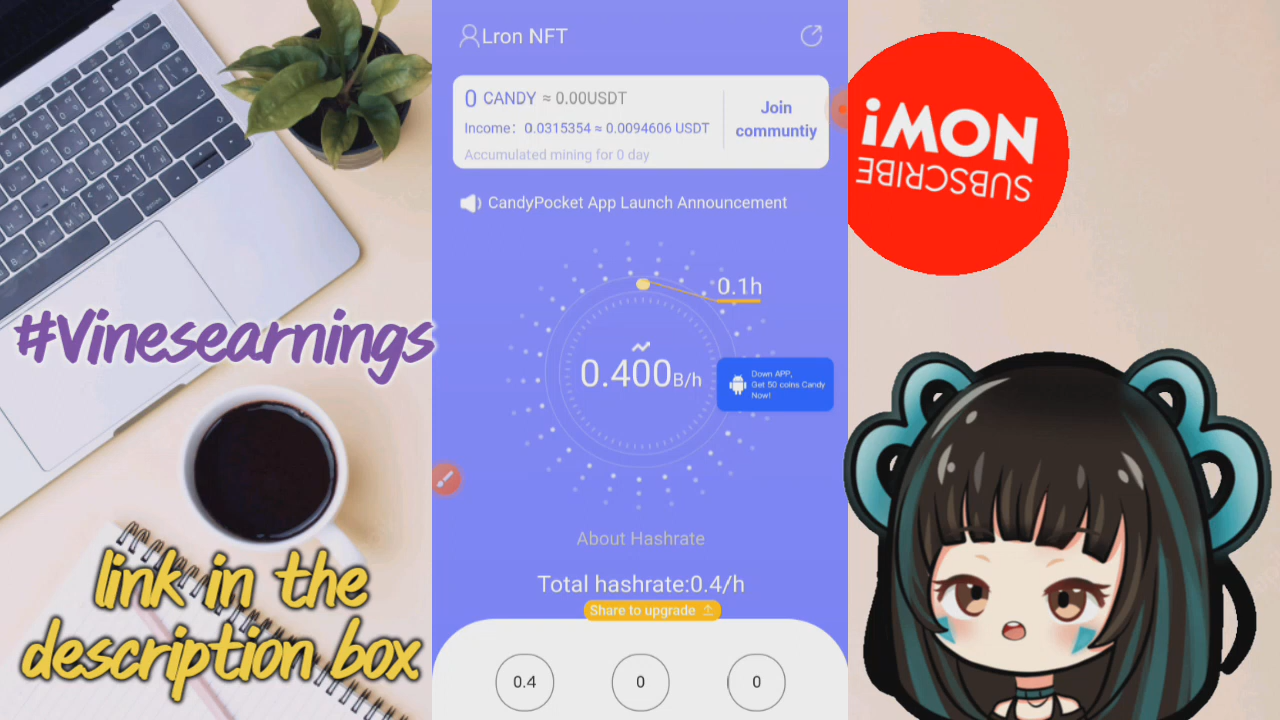 Lron NFT
0 CANDY ≈ 0.00USDT
Income: 0.0315354 ≈ 0.0094606 USDT
Accumulated mining for 0 day
Join
communtiy
CandyPocket App Launch Announcement
0.1h
0.400B/h
Down APP,
Get 50 coins Candy
Now!
About Hashrate
Total hashrate:0.4/h
Share to upgrade
0.4
0
0
#Vinesearnings
link in the
description box
iMON
SUBSCRIBE